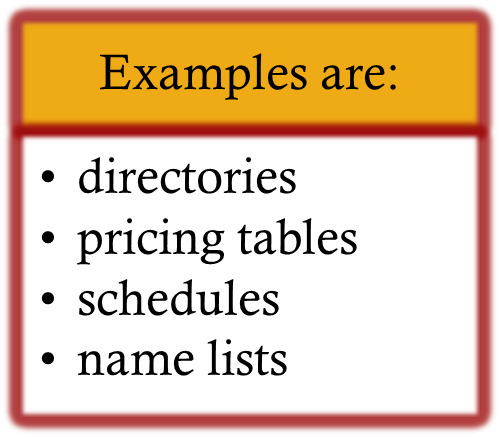 Examples are:
• directories
• pricing tables
• schedules
• name lists